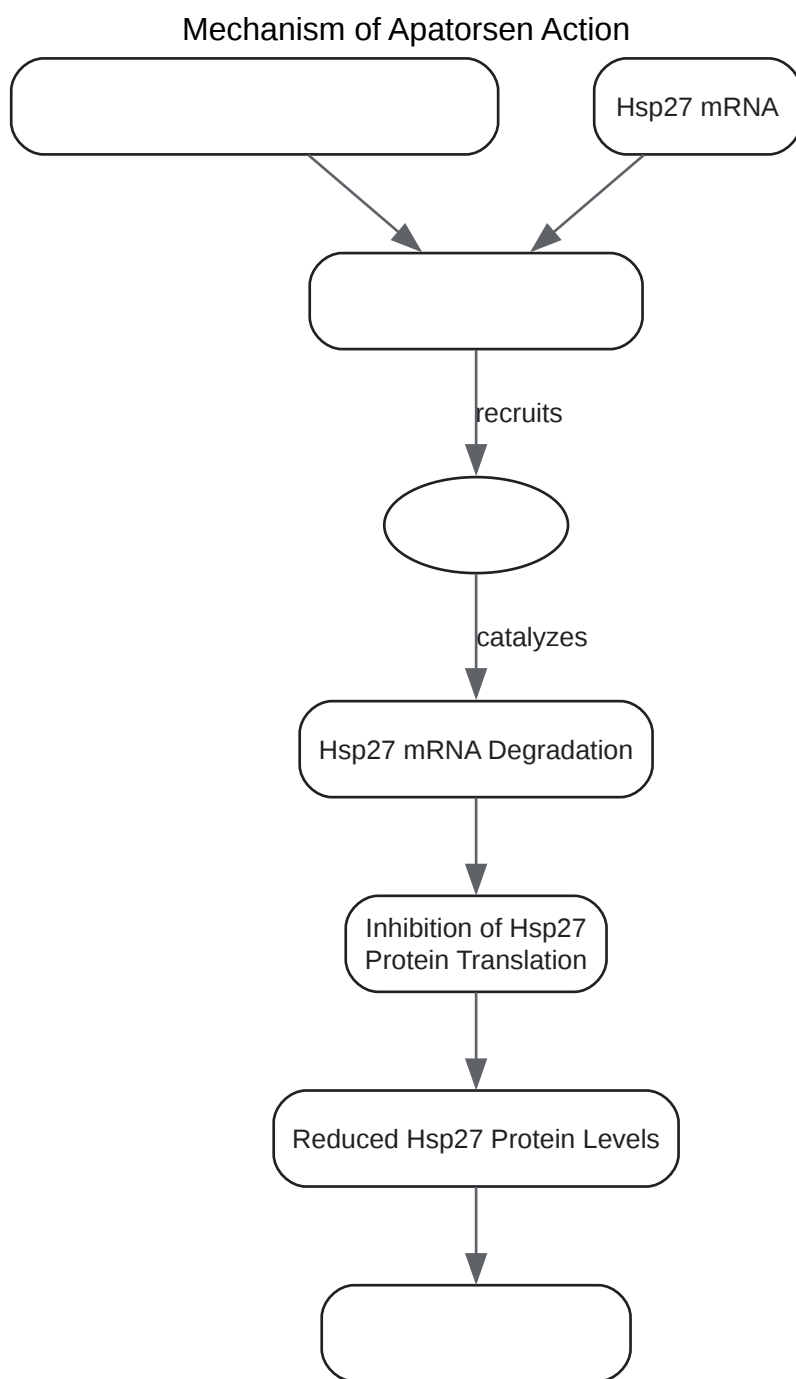 Mechanism of Apatorsen Action
Hsp27 mRNA
recruits
catalyzes
Hsp27 mRNA Degradation
Inhibition of Hsp27
Protein Translation
Reduced Hsp27 Protein Levels